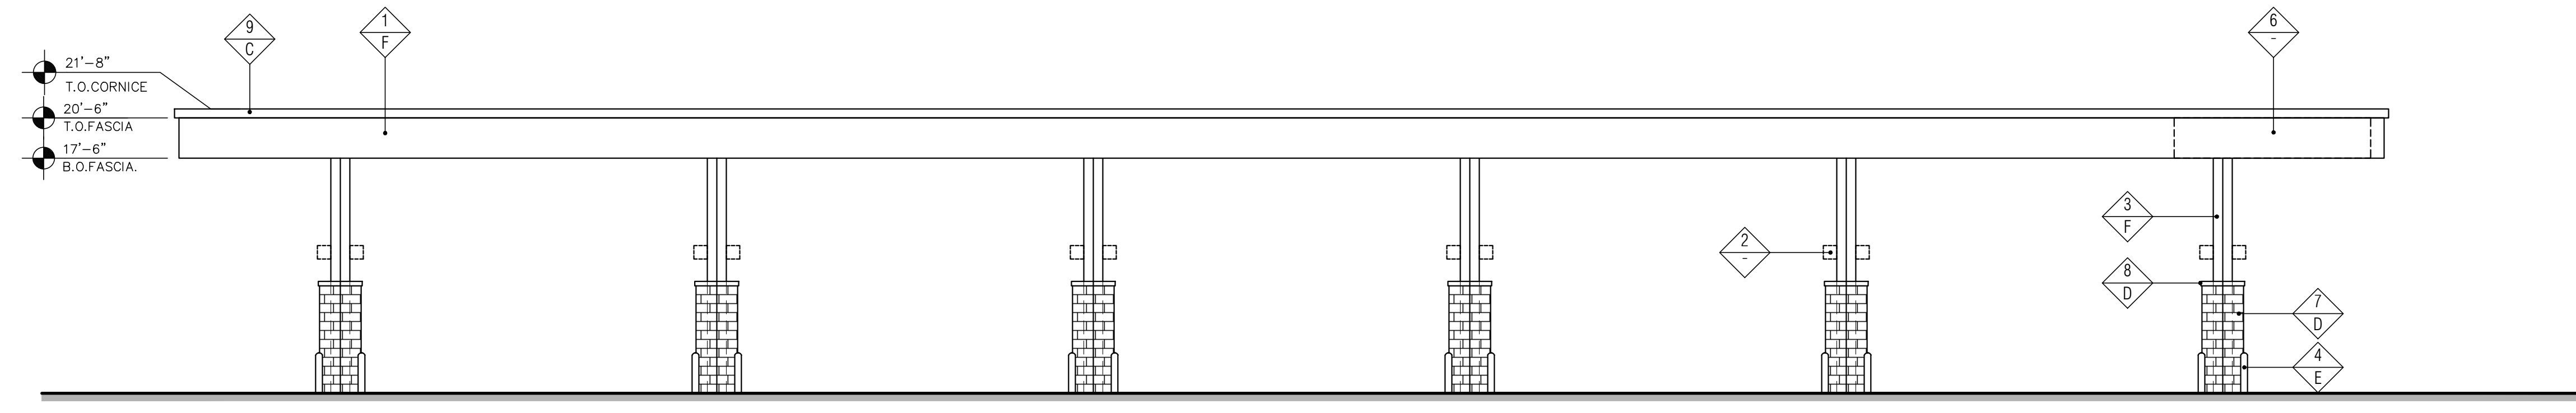 9
C
1
F
6
-
21'-8"
T.O.CORNICE
20'-6"
T.O.FASCIA
17'-6"
B.O.FASCIA.
3
F
2
-
8
D
7
D
4
E